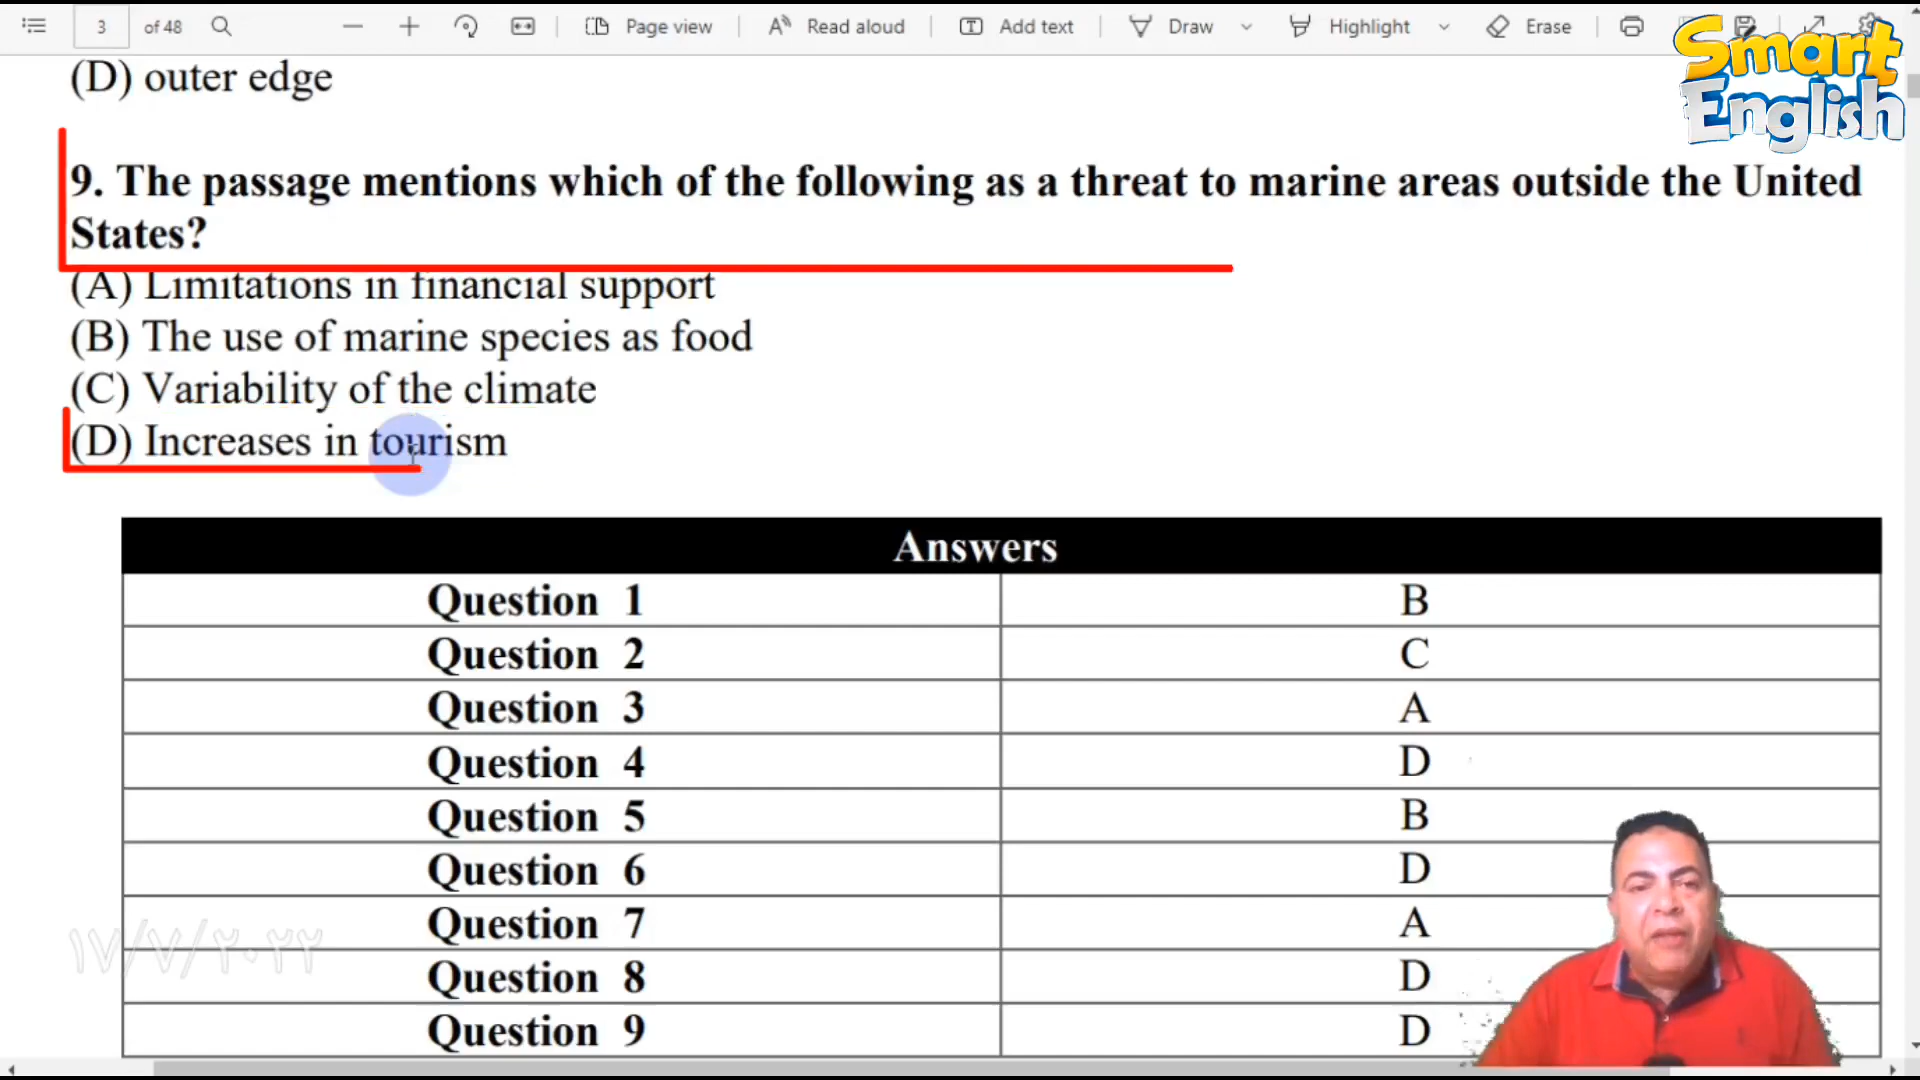 3 of 48 Page view Read aloud Add text Draw Highlight Erase
Smart
English
(D) outer edge
9. The passage mentions which of the following as a threat to marine areas outside the United
States?
(A) Limitations in financial support
(B) The use of marine species as food
(C) Variability of the climate
(D) Increases in tourism
Answers
Question 1 B
Question 2 C
Question 3 A
Question 4 D
Question 5 B
Question 6 D
Question 7 A
Question 8 D
Question 9 D
١٧/٧/٢٠٢٢